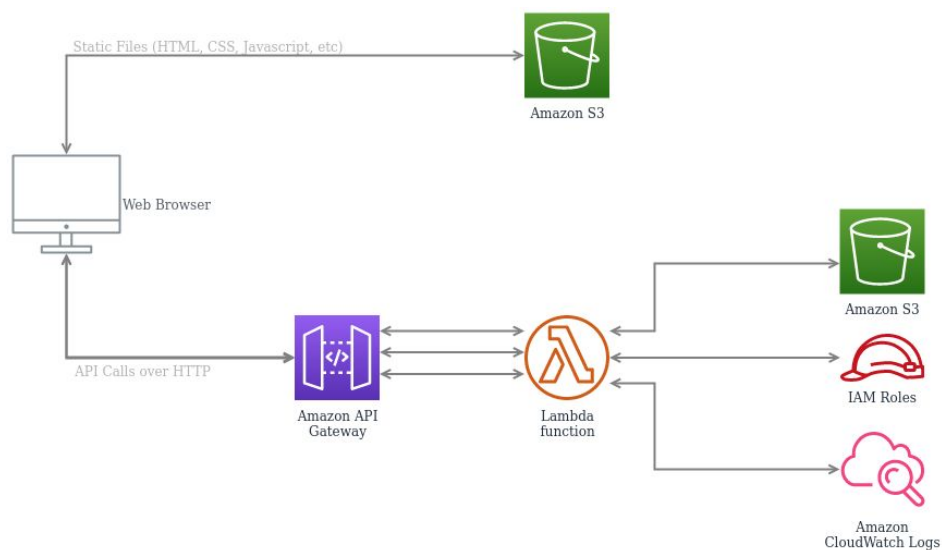 Static Files (HTML, CSS, Javascript, etc)
Amazon S3
Web Browser
Amazon S3
API Calls over HTTP
</>
Amazon API
Gateway
Lambda
function
IAM Roles
Amazon
CloudWatch Logs